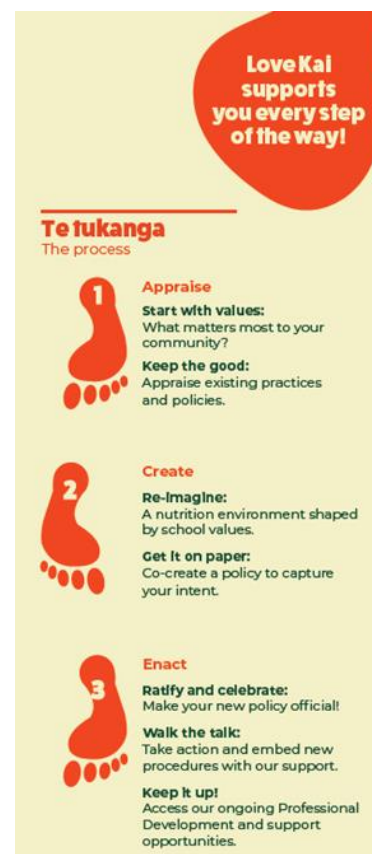 Love Kai
supports
you every step
of the way!
Te tukanga
The process
1
Appraise
Start with values:
What matters most to your
community?
Keep the good:
Appraise existing practices
and policies.
2
Create
Re-imagine:
A nutrition environment shaped
by school values.
Get it on paper:
Co-create a policy to capture
your intent.
3
Enact
Ratify and celebrate:
Make your new policy official!
Walk the talk:
Take action and embed new
procedures with our support.
Keep it up!
Access our ongoing Professional
Development and support
opportunities.